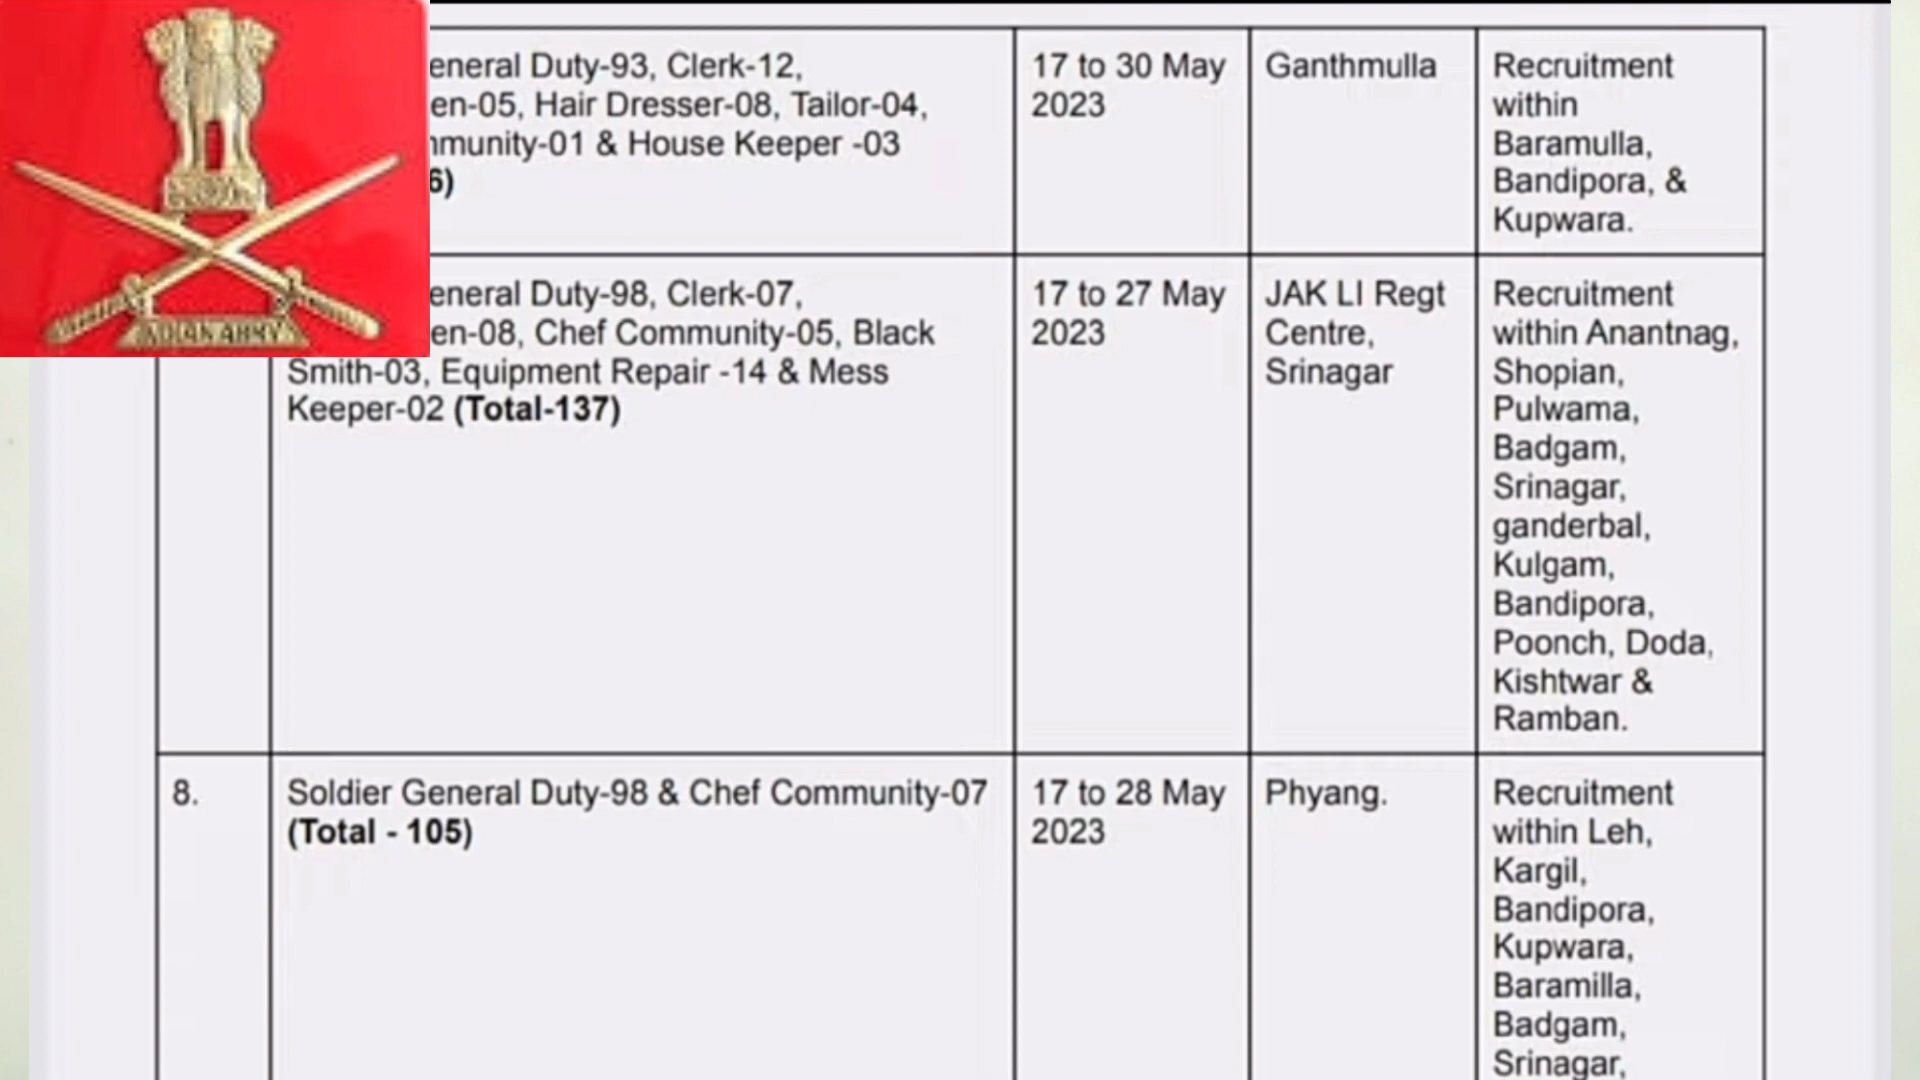 eneral Duty-93, Clerk-12,
en-05, Hair Dresser-08, Tailor-04,
mmunity-01 & House Keeper -03
6)
17 to 30 May
2023
Ganthmulla
Recruitment
within
Baramulla,
Bandipora, &
Kupwara.
INDIAN ARMY
eneral Duty-98, Clerk-07,
en-08, Chef Community-05, Black
Smith-03, Equipment Repair -14 & Mess
Keeper-02 (Total-137)
17 to 27 May
2023
JAK LI Regt
Centre,
Srinagar
Recruitment
within Anantnag,
Shopian,
Pulwama,
Badgam,
Srinagar,
ganderbal,
Kulgam,
Bandipora,
Poonch, Doda,
Kishtwar &
Ramban.
8.
Soldier General Duty-98 & Chef Community-07
(Total - 105)
17 to 28 May
2023
Phyang.
Recruitment
within Leh,
Kargil,
Bandipora,
Kupwara,
Baramilla,
Badgam,
Srinagar,